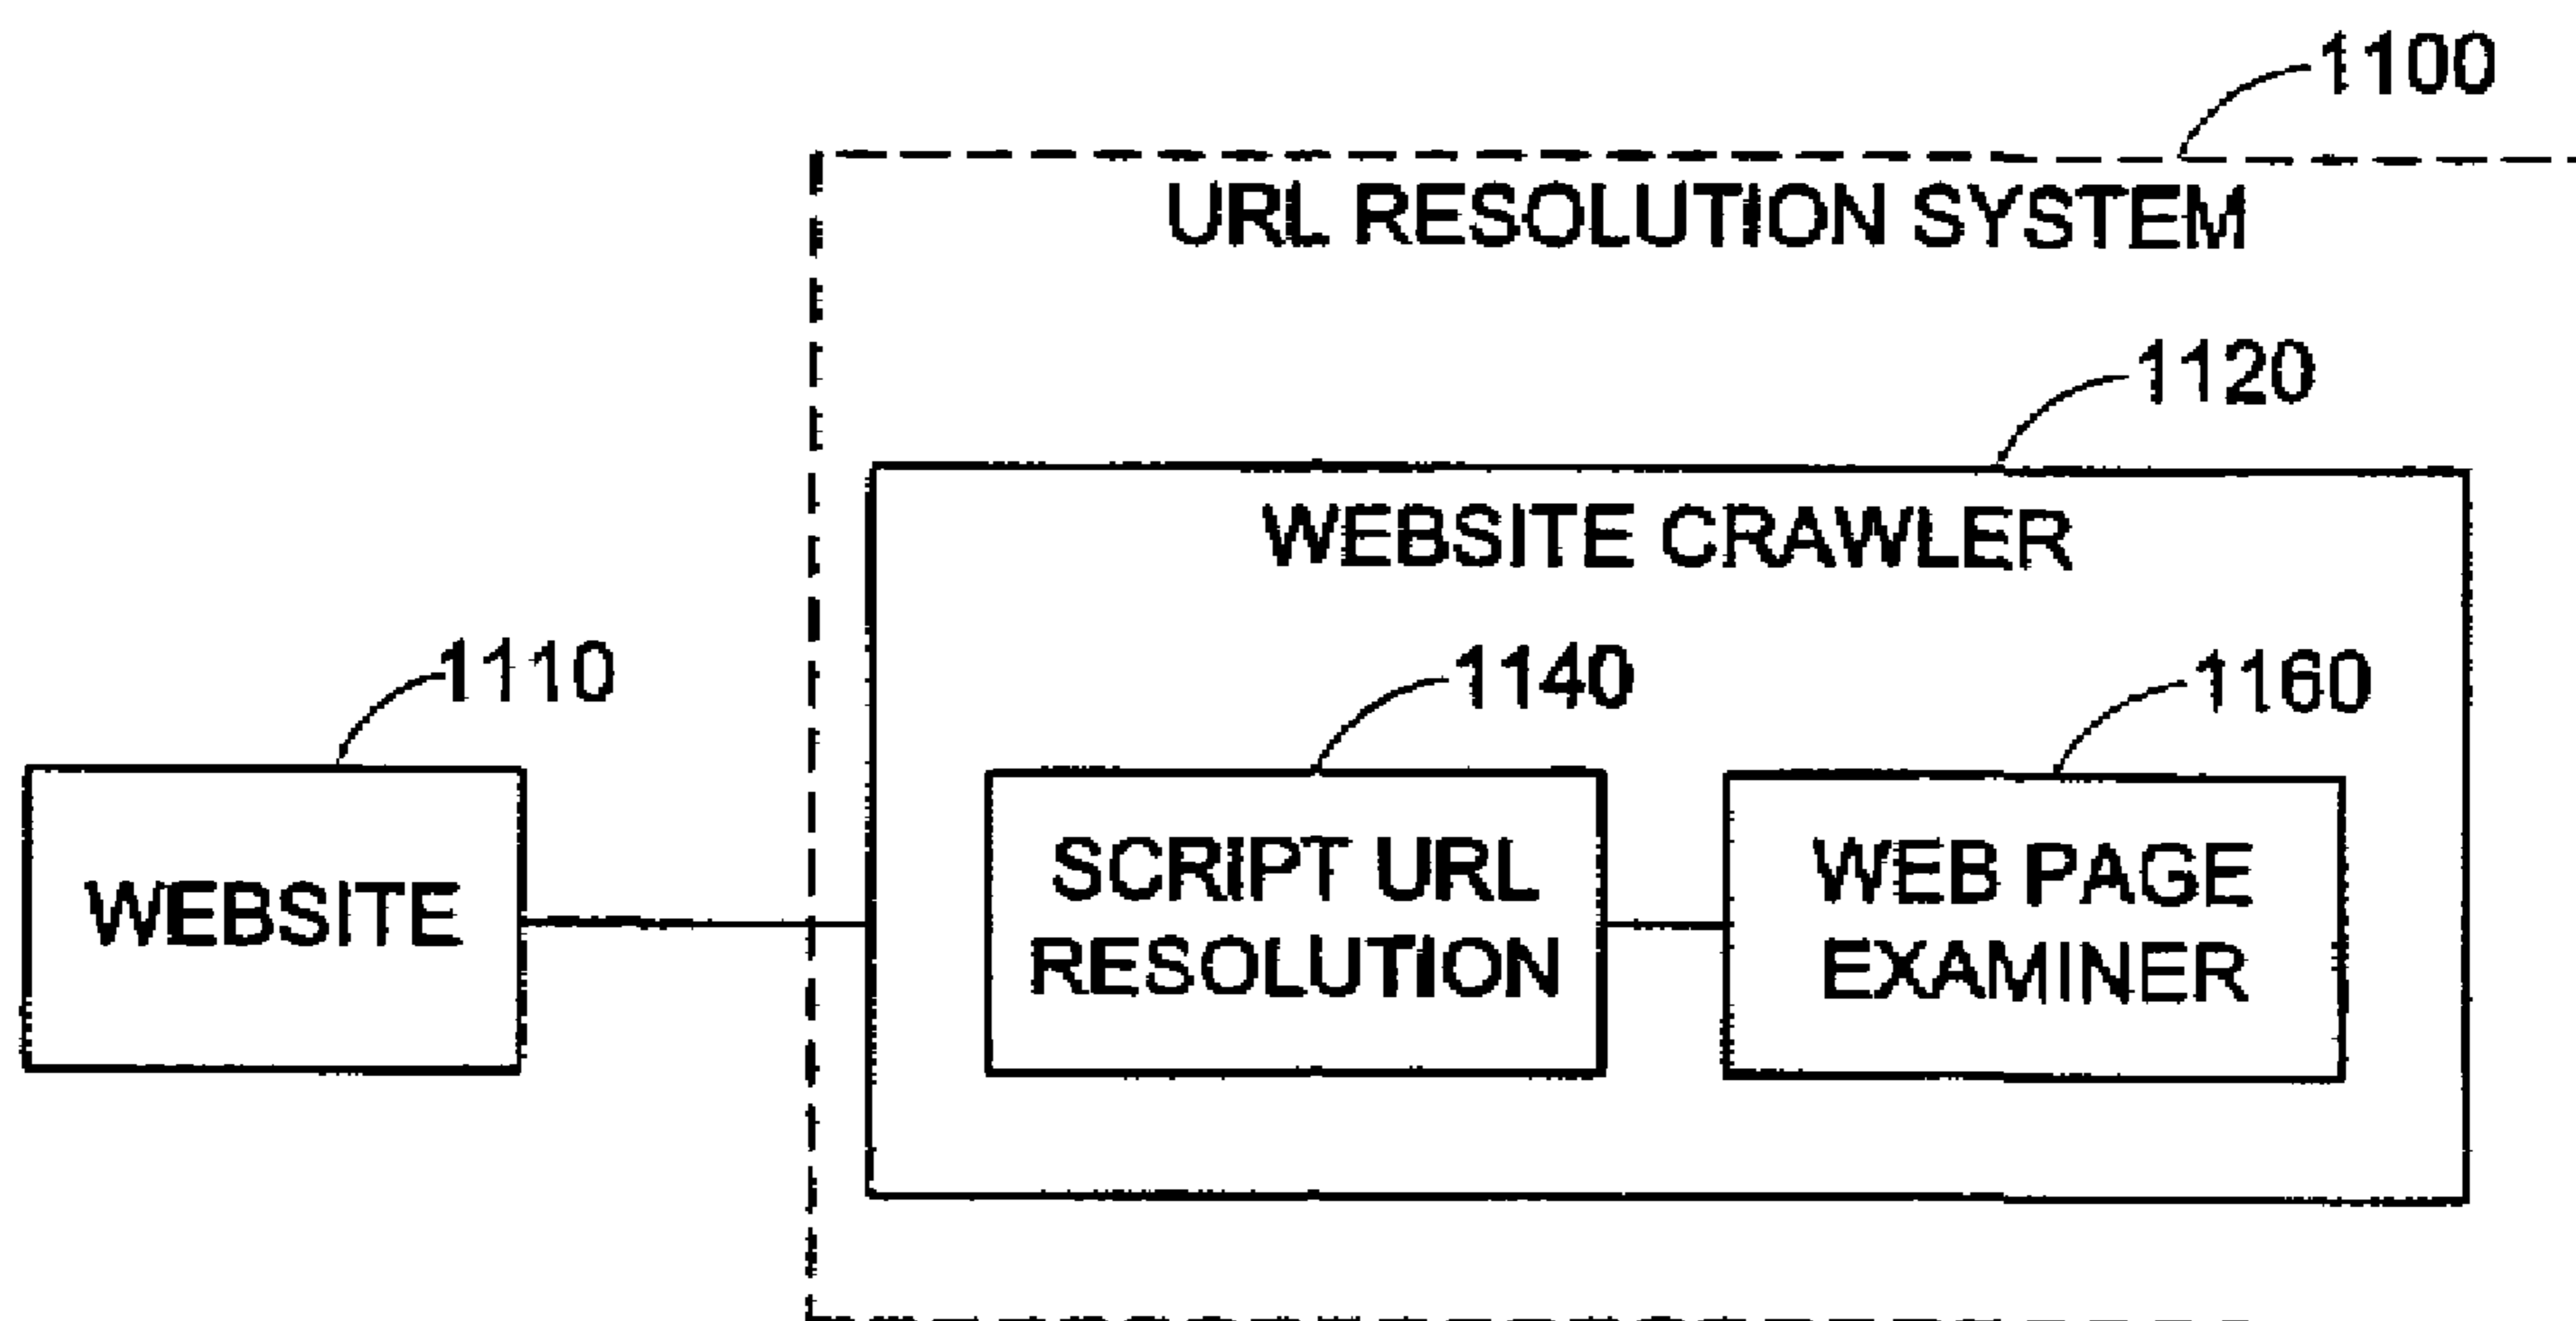 1100
URL RESOLUTION SYSTEM
1120
WEBSITE CRAWLER
1110
1140
1160
WEBSITE
SCRIPT URL
RESOLUTION
WEB PAGE
EXAMINER